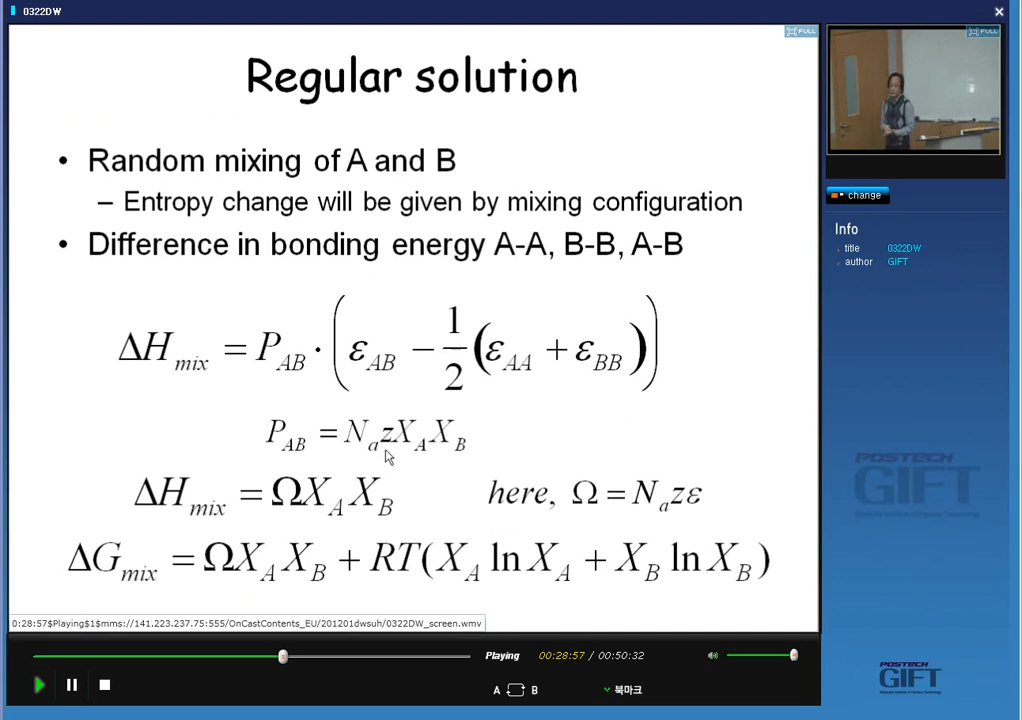 0322DW
FULL
FULL
Regular solution
• Random mixing of A and B
– Entropy change will be given by mixing configuration
• Difference in bonding energy A-A, B-B, A-B
ΔH_mix = P_AB · (ε_AB − 1/2 (ε_AA + ε_BB))
P_AB = N_a z X_A X_B
ΔH_mix = Ω X_A X_B here, Ω = N_a z ε
ΔG_mix = Ω X_A X_B + RT(X_A ln X_A + X_B ln X_B)
change
Info
title 0322DW
author GIFT
POSTECH
GIFT
0:28:57$Playing$1$mms://141.223.237.75:555/OnCastContents_EU/201201dwsuh/0322DW_screen.wmv
Playing 00:28:57 / 00:50:32
A B 북마크
POSTECH
GIFT